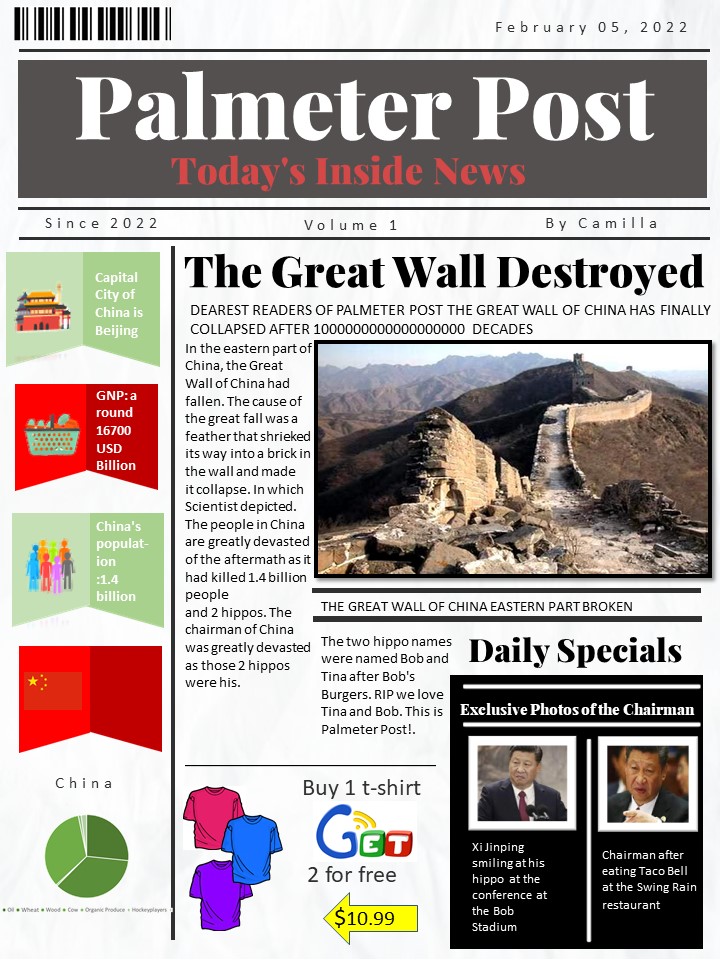 February 05, 2022
Palmeter Post
Today's Inside News
Since 2022
Volume 1
By Camilla
Capital
City of
China is
Beijing
GNP: a
round
16700
USD
Billion
China's
populat-
ion
:1.4
billion
China
Oil Wheat Wood Cow Organic Produce Hockeyplayers
The Great Wall Destroyed
DEAREST READERS OF PALMETER POST THE GREAT WALL OF CHINA HAS FINALLY
COLLAPSED AFTER 1000000000000000000 DECADES
In the eastern part of
China, the Great
Wall of China had
fallen. The cause of
the great fall was a
feather that shrieked
its way into a brick in
the wall and made
it collapse. In which
Scientist depicted.
The people in China
are greatly devasted
of the aftermath as it
had killed 1.4 billion
people
and 2 hippos. The
chairman of China
was greatly devasted
as those 2 hippos
were his.
THE GREAT WALL OF CHINA EASTERN PART BROKEN
The two hippo names
were named Bob and
Tina after Bob's
Burgers. RIP we love
Tina and Bob. This is
Palmeter Post!.
Buy 1 t-shirt
GET
2 for free
$10.99
Daily Specials
Exclusive Photos of the Chairman
Xi Jinping
smiling at his
hippo at the
conference at
the Bob
Stadium
Chairman after
eating Taco Bell
at the Swing Rain
restaurant